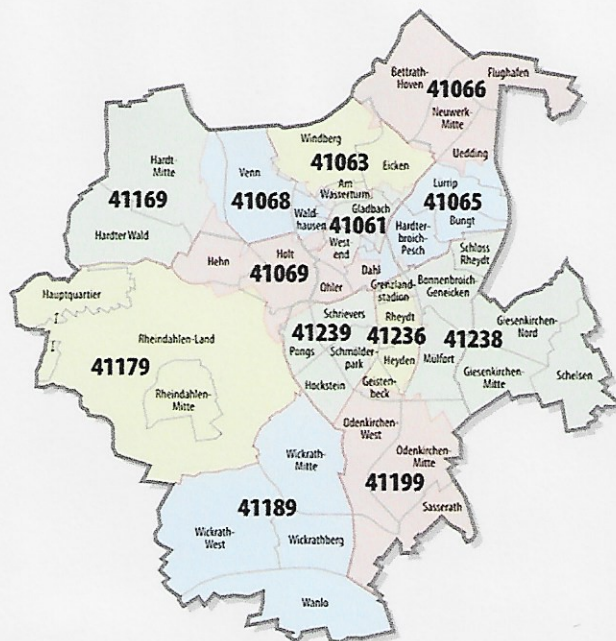 Bettrath-
Hoven
Flughafen
41066
Neuwerk-
Mitte
Uedding
Windberg
41063
Eicken
Hardt-
Mitte
41169
Hardter Wald
Venn
41068
Am
Wasserturm
Wald-
hausen
Gladbach
41061
West-
end
Lurrip
41065
Bungt
Hardter-
broich-
Pesch
Schloss
Rheydt
Hehn
Holt
41069
Ohler
Dahl
Grenzland-
stadion
Bonnenbroich-
Geneicken
Hauptquartier
Rheindahlen-Land
41179
Rheindahlen-
Mitte
Schrievers
41239
Pongs
Schmölder-
park
Hockstein
Rheydt
41236
Heyden
Geisten-
beck
41238
Mülfort
Giesenkirchen-
Nord
Giesenkirchen-
Mitte
Schelsen
Odenkirchen-
West
Odenkirchen-
Mitte
41199
Sasserath
Wickrath-
Mitte
41189
Wickrath-
West
Wickrathberg
Wanlo